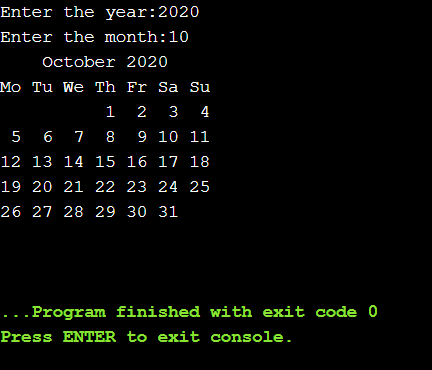 Enter the year:2020
Enter the month:10
    October 2020
Mo Tu We Th Fr Sa Su
          1  2  3  4
 5  6  7  8  9 10 11
12 13 14 15 16 17 18
19 20 21 22 23 24 25
26 27 28 29 30 31
...Program finished with exit code 0
Press ENTER to exit console.